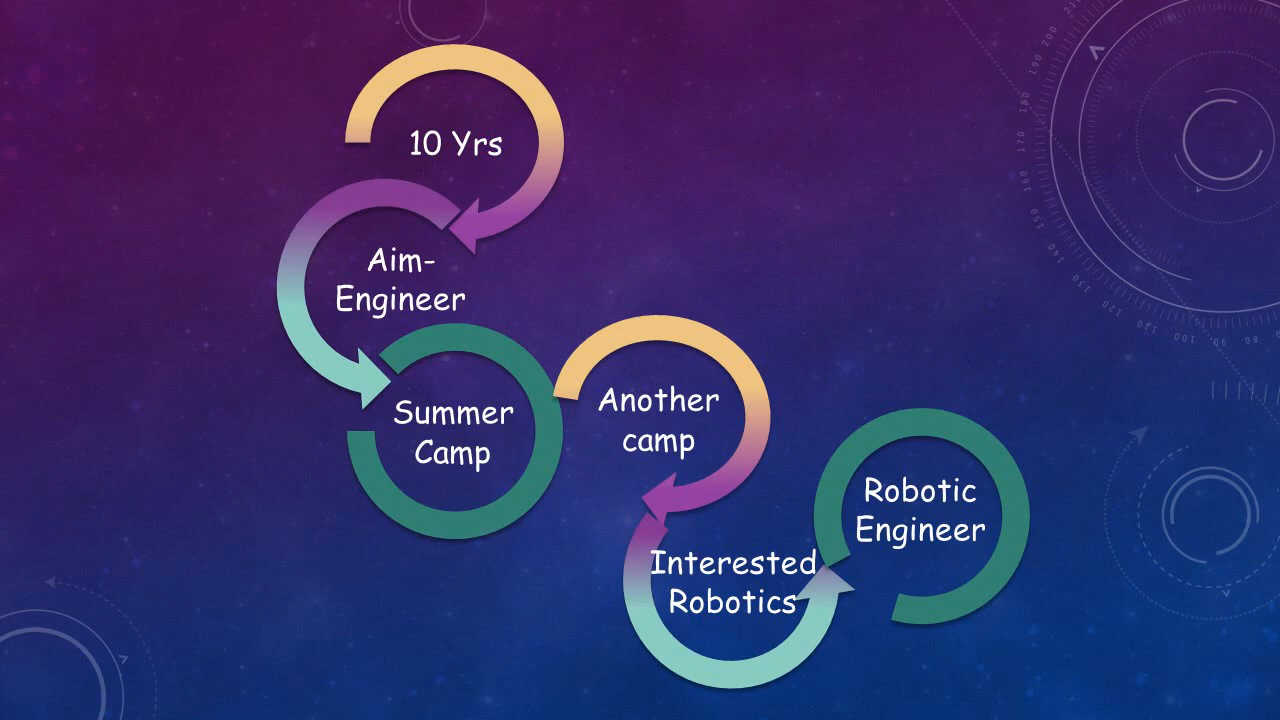 10 Yrs
Aim-
Engineer
Summer
Camp
Another
camp
Interested
Robotics
Robotic
Engineer